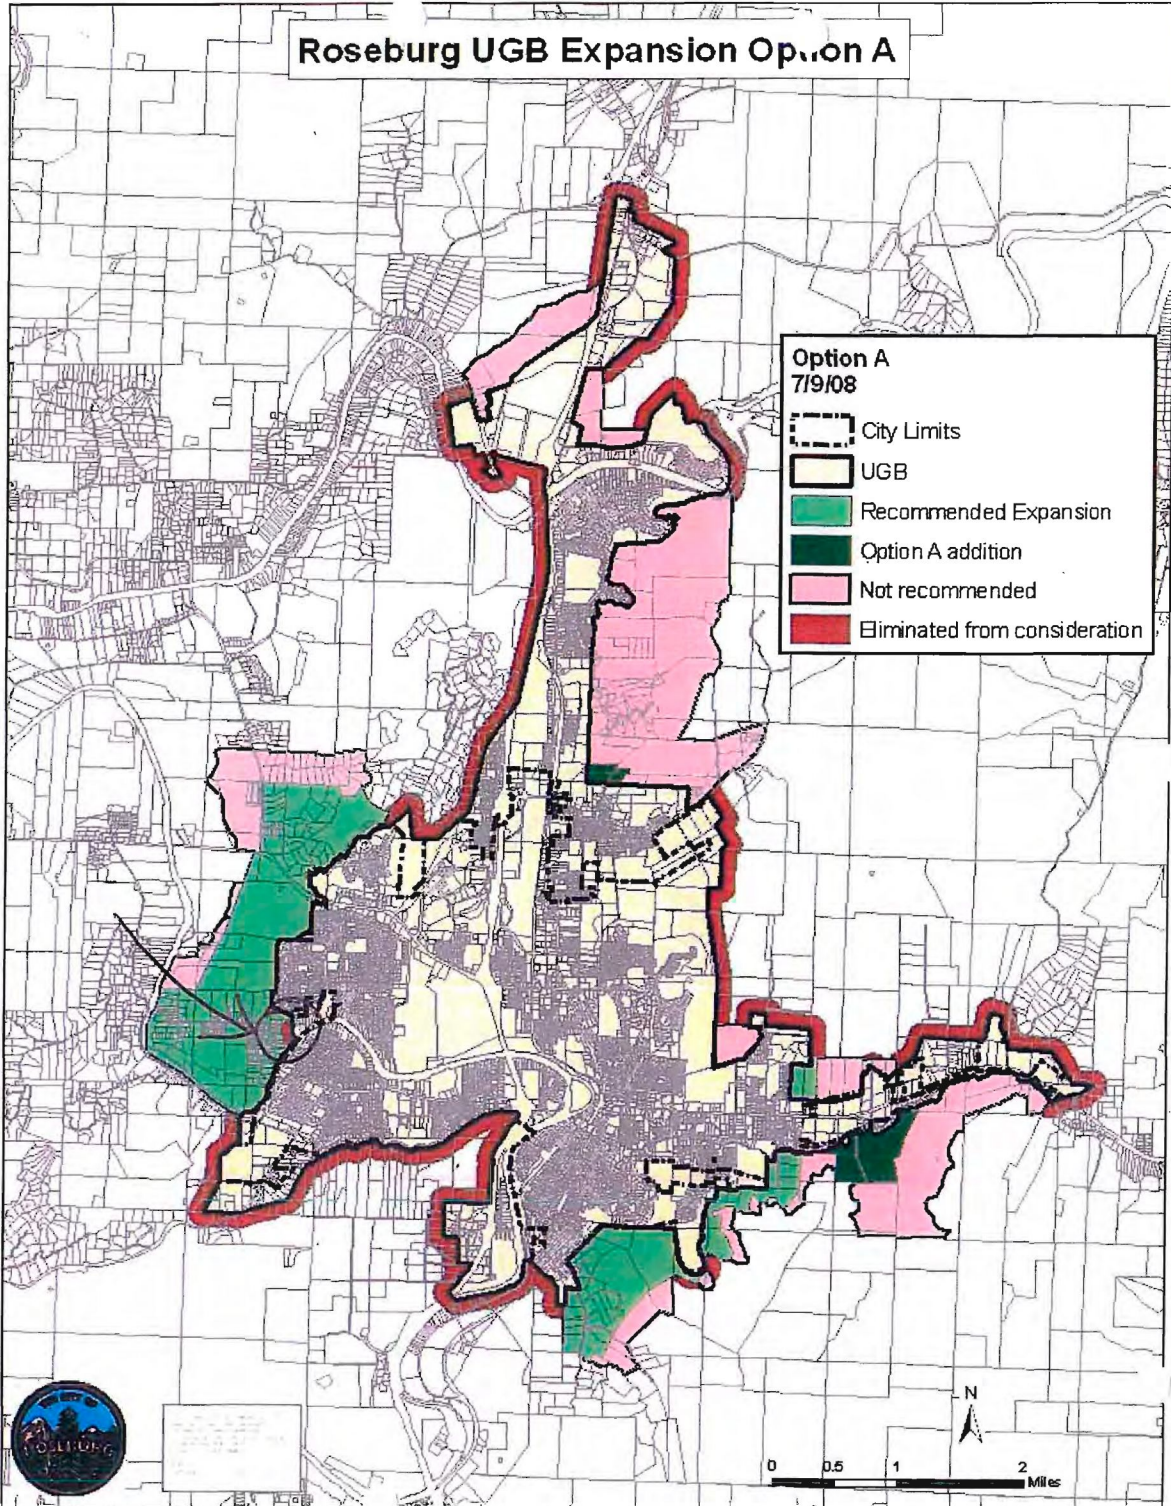 Roseburg UGB Expansion Option A
Option A
7/9/08
City Limits
UGB
Recommended Expansion
Option A addition
Not recommended
Eliminated from consideration
ROSEBURG
N
0 0.5 1 2
Miles